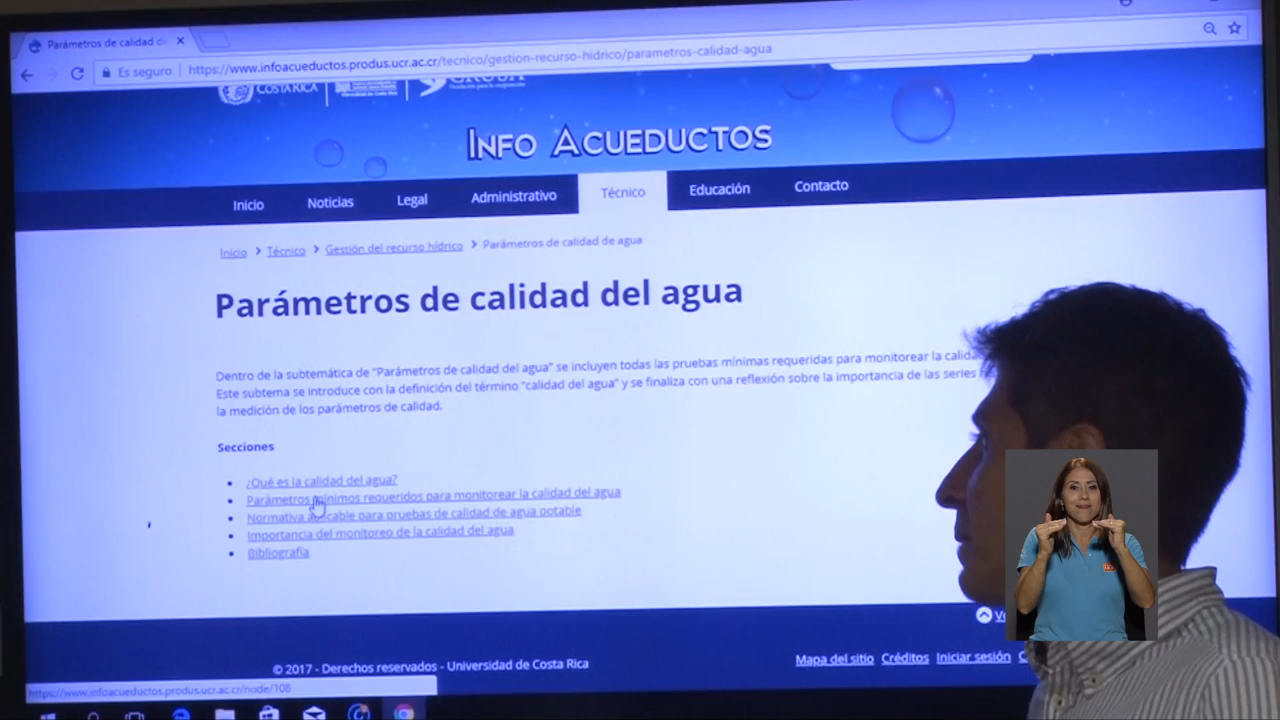 Parámetros de calidad de
Es seguro
https://www.infoacueductos.produs.ucr.ac.cr/tecnico/gestion-recurso-hidrico/parametros-calidad-agua
COSTA RICA
INFO ACUEDUCTOS
Inicio Noticias Legal Administrativo Técnico Educación Contacto
Inicio > Técnico > Gestión del recurso hídrico > Parámetros de calidad de agua
Parámetros de calidad del agua
Dentro de la subtemática de "Parámetros de calidad del agua" se incluyen todas las pruebas mínimas requeridas para monitorear la calida
Este subtema se introduce con la definición del término "calidad del agua" y se finaliza con una reflexión sobre la importancia de las series
la medición de los parámetros de calidad.
Secciones
¿Qué es la calidad del agua?
Parámetros mínimos requeridos para monitorear la calidad del agua
Normativa aplicable para pruebas de calidad de agua potable
Importancia del monitoreo de la calidad del agua
Bibliografía
© 2017 - Derechos reservados - Universidad de Costa Rica
Mapa del sitio Créditos Iniciar sesión
https://www.infoacueductos.produs.ucr.ac.cr/node/108